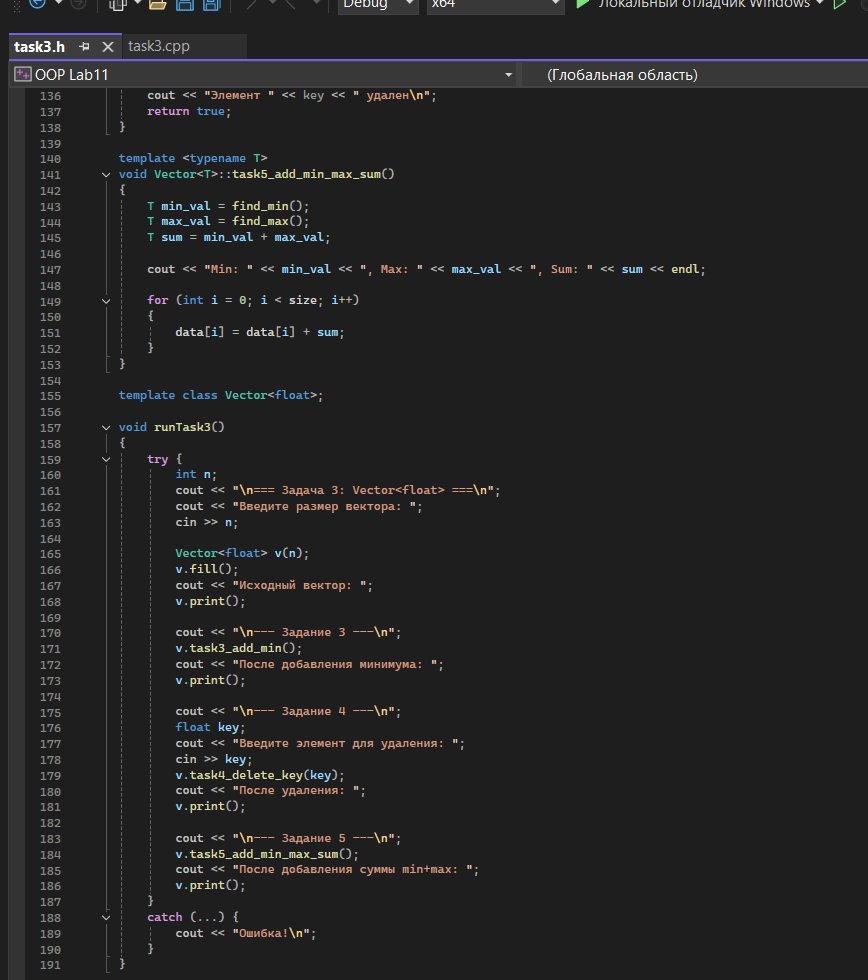 Debug x64 Локальный отладчик Windows
task3.h task3.cpp
OOP Lab11 (Глобальная область)
136 cout << "Элемент " << key << " удален\n";
137 return true;
138 }
139
140 template <typename T>
141 void Vector<T>::task5_add_min_max_sum()
142 {
143 T min_val = find_min();
144 T max_val = find_max();
145 T sum = min_val + max_val;
146
147 cout << "Min: " << min_val << ", Max: " << max_val << ", Sum: " << sum << endl;
148
149 for (int i = 0; i < size; i++)
150 {
151 data[i] = data[i] + sum;
152 }
153 }
154
155 template class Vector<float>;
156
157 void runTask3()
158 {
159 try {
160 int n;
161 cout << "\n=== Задача 3: Vector<float> ===\n";
162 cout << "Введите размер вектора: ";
163 cin >> n;
164
165 Vector<float> v(n);
166 v.fill();
167 cout << "Исходный вектор: ";
168 v.print();
169
170 cout << "\n--- Задание 3 ---\n";
171 v.task3_add_min();
172 cout << "После добавления минимума: ";
173 v.print();
174
175 cout << "\n--- Задание 4 ---\n";
176 float key;
177 cout << "Введите элемент для удаления: ";
178 cin >> key;
179 v.task4_delete_key(key);
180 cout << "После удаления: ";
181 v.print();
182
183 cout << "\n--- Задание 5 ---\n";
184 v.task5_add_min_max_sum();
185 cout << "После добавления суммы min+max: ";
186 v.print();
187 }
188 catch (...) {
189 cout << "Ошибка!\n";
190 }
191 }